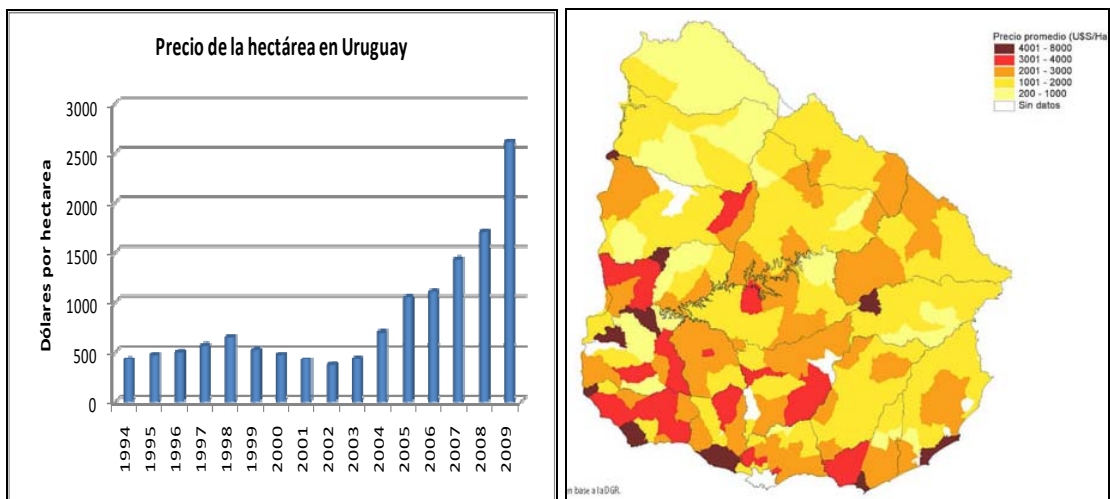 Precio de la hectárea en Uruguay
Dólares por hectarea
3000
2500
2000
1500
1000
500
0
1994
1995
1996
1997
1998
1999
2000
2001
2002
2003
2004
2005
2006
2007
2008
2009
Precio promedio (U$S/Ha
4001 - 8000
3001 - 4000
2001 - 3000
1001 - 2000
200 - 1000
Sin datos
n base a la DGR.